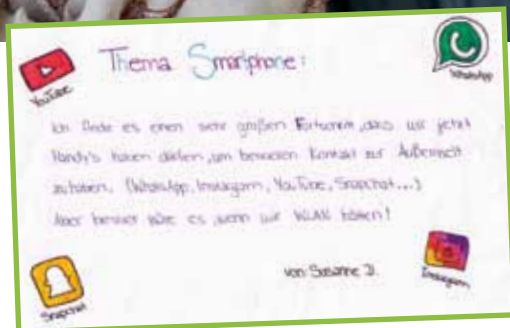 YouTube
Thema Smartphone:
WhatsApp
Ich finde es einen sehr großen Fortschritt, dass wir jetzt
Handy's haben dürfen, um besseren Kontakt zur Außenwelt
zu haben. (WhatsApp, Instagram, YouTube, Snapchat...)
Aber besser wäre es, wenn wir WLAN hätten!
Snapchat
von Susanne D.
Instagram